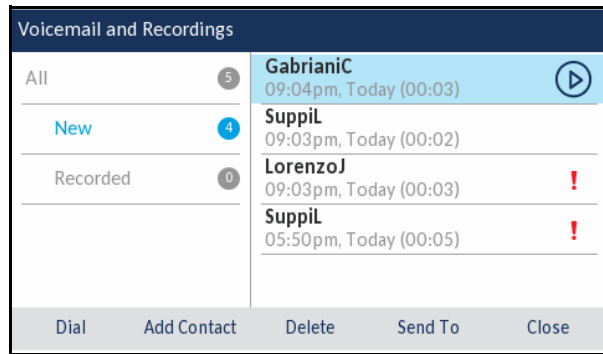 Voicemail and Recordings
All 5
New 4
Recorded 0
GabrianiC
09:04pm, Today (00:03)
SuppiL
09:03pm, Today (00:02)
LorenzoJ
09:03pm, Today (00:03)
!
SuppiL
05:50pm, Today (00:05)
!
Dial Add Contact Delete Send To Close